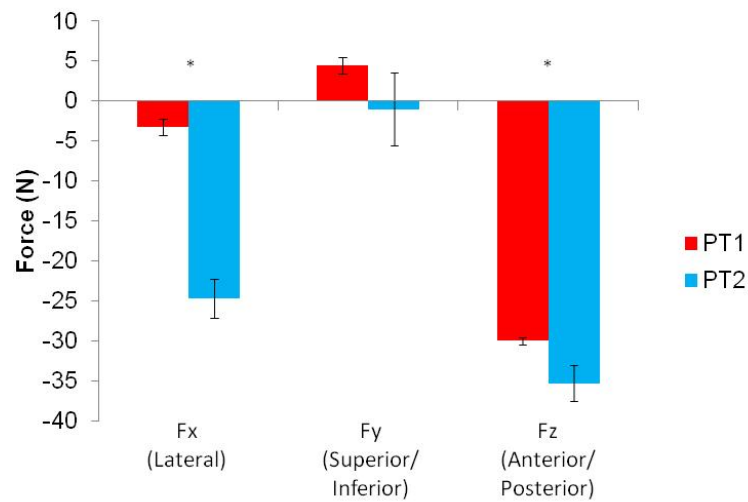 10
5
0
-5
-10
-15
-20
-25
-30
-35
-40
Force (N)
*
*
PT1
PT2
Fx
(Lateral)
Fy
(Superior/
Inferior)
Fz
(Anterior/
Posterior)